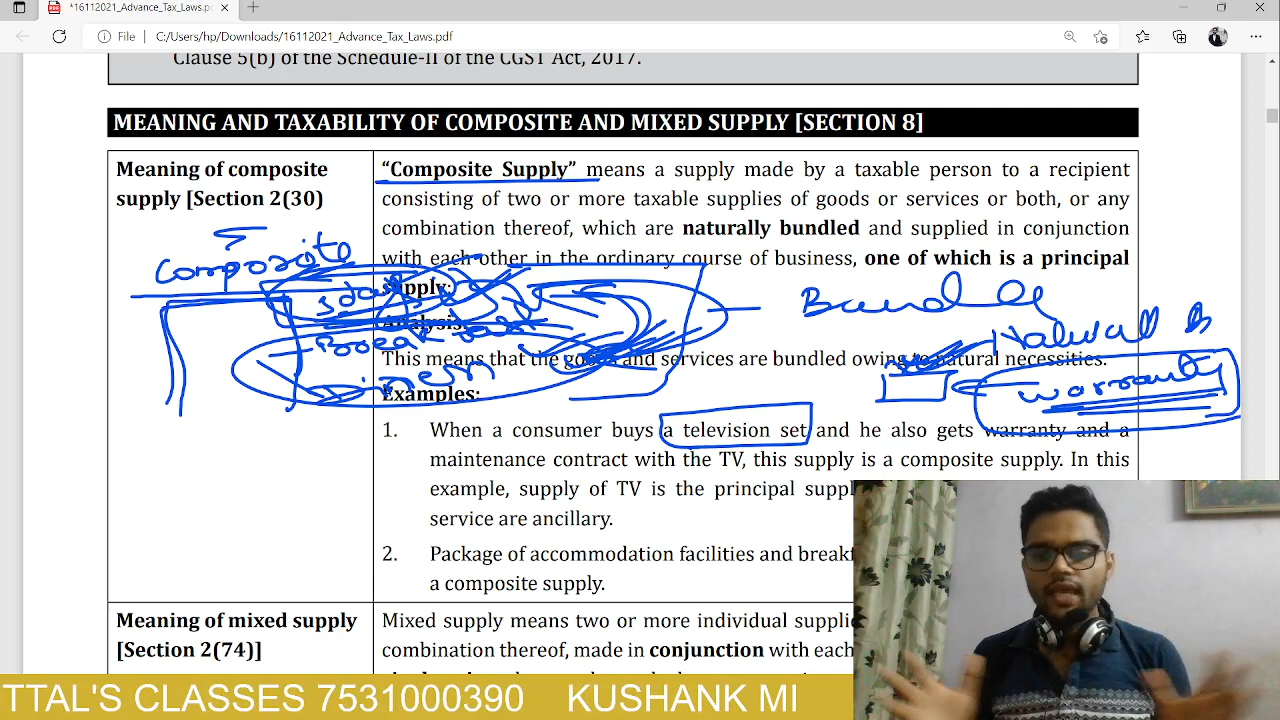 *16112021_Advance_Tax_Laws.pd
File C:/Users/hp/Downloads/16112021_Advance_Tax_Laws.pdf
Clause 5(b) of the Schedule-II of the CGST Act, 2017.
MEANING AND TAXABILITY OF COMPOSITE AND MIXED SUPPLY [SECTION 8]
Meaning of composite
supply [Section 2(30)
“Composite Supply” means a supply made by a taxable person to a recipient
consisting of two or more taxable supplies of goods or services or both, or any
combination thereof, which are naturally bundled and supplied in conjunction
with each other in the ordinary course of business, one of which is a principal
supply:
Analysis:
This means that the goods and services are bundled owing to natural necessities.
Examples:
1. When a consumer buys a television set and he also gets warranty and a
maintenance contract with the TV, this supply is a composite supply. In this
example, supply of TV is the principal suppl
service are ancillary.
2. Package of accommodation facilities and breakf
a composite supply.
composite
Breakfast
Dinner
Natural B
warranty
Meaning of mixed supply
[Section 2(74)]
Mixed supply means two or more individual supplie
combination thereof, made in conjunction with each
TTAL'S CLASSES 7531000390 KUSHANK MI